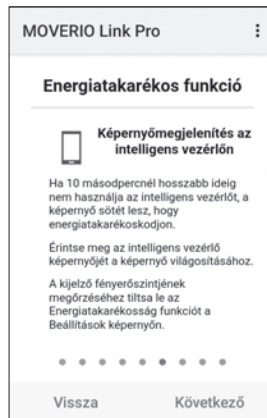 MOVERIO Link Pro
Energiatakarékos funkció
Képernyőmegjelenítés az
intelligens vezérlőn
Ha 10 másodpercnél hosszabb ideig
nem használja az intelligens vezérlőt, a
képernyő sötét lesz, hogy
energiatakarékoskodjon.
Érintse meg az intelligens vezérlő
képernyőjét a képernyő világosításához.
A kijelző fényerőszintjének
megőrzéséhez tiltsa le az
Energiatakarékosság funkciót a
Beállítások képernyőn.
Vissza
Következő